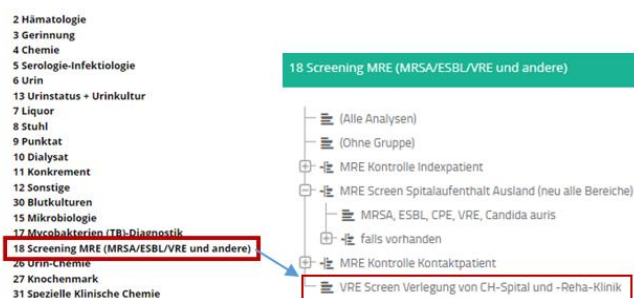 2 Hämatologie
3 Gerinnung
4 Chemie
5 Serologie-Infektiologie
6 Urin
13 Urinstatus + Urinkultur
7 Liquor
8 Stuhl
9 Punktat
10 Dialysat
11 Konkrement
12 Sonstige
30 Blutkulturen
15 Mikrobiologie
17 Mycobakterien (TB)-Diagnostik
18 Screening MRE (MRSA/ESBL/VRE und andere)
26 Urin-Chemie
27 Knochenmark
31 Spezielle Klinische Chemie
18 Screening MRE (MRSA/ESBL/VRE und andere)
(Alle Analysen)
(Ohne Gruppe)
MRE Kontrolle Indexpatient
MRE Screen Spitalaufenthalt Ausland (neu alle Bereiche)
MRSA, ESBL, CPE, VRE, Candida auris
falls vorhanden
MRE Kontrolle Kontaktpatient
VRE Screen Verlegung von CH-Spital und -Reha-Klinik